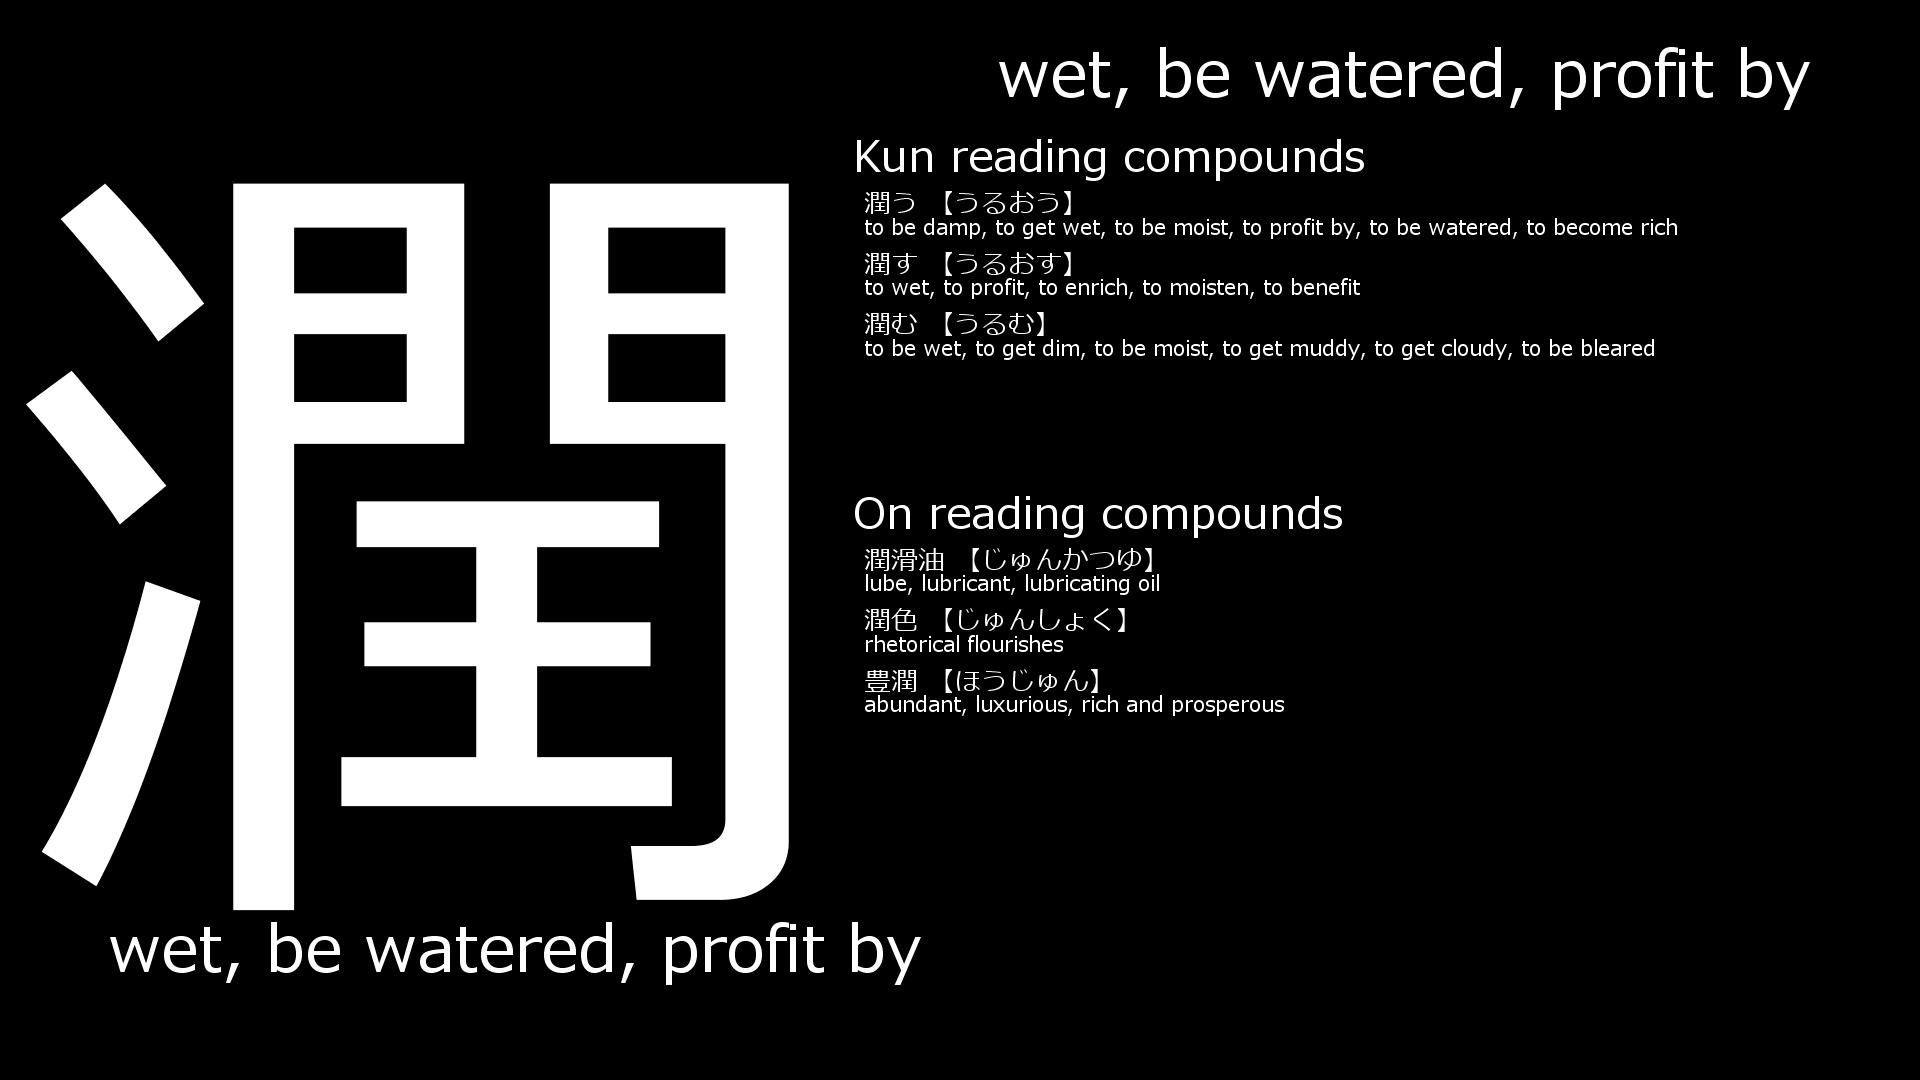 wet, be watered, profit by
潤
Kun reading compounds
潤う 【うるおう】
to be damp, to get wet, to be moist, to profit by, to be watered, to become rich
潤す 【うるおす】
to wet, to profit, to enrich, to moisten, to benefit
潤む 【うるむ】
to be wet, to get dim, to be moist, to get muddy, to get cloudy, to be bleared
On reading compounds
潤滑油 【じゅんかつゆ】
lube, lubricant, lubricating oil
潤色 【じゅんしょく】
rhetorical flourishes
豊潤 【ほうじゅん】
abundant, luxurious, rich and prosperous
wet, be watered, profit by